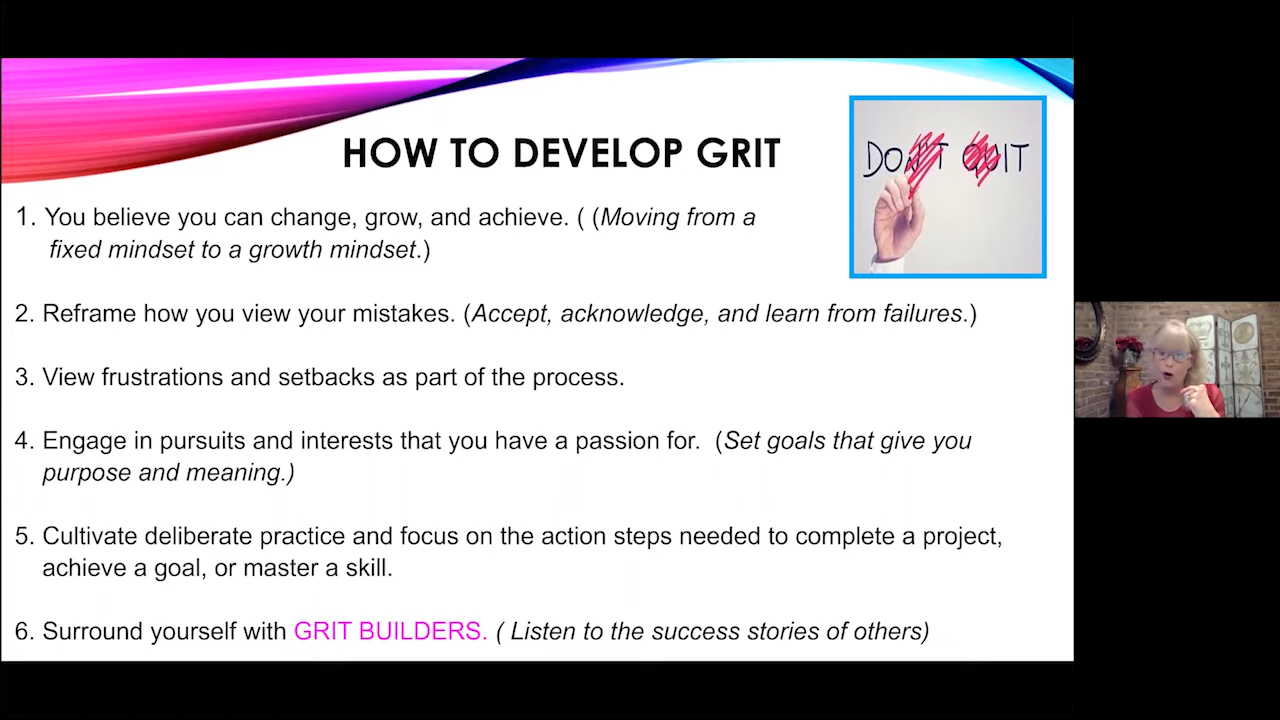 HOW TO DEVELOP GRIT
DON'T QUIT
1. You believe you can change, grow, and achieve. ( (Moving from a
fixed mindset to a growth mindset.)
2. Reframe how you view your mistakes. (Accept, acknowledge, and learn from failures.)
3. View frustrations and setbacks as part of the process.
4. Engage in pursuits and interests that you have a passion for. (Set goals that give you
purpose and meaning.)
5. Cultivate deliberate practice and focus on the action steps needed to complete a project,
achieve a goal, or master a skill.
6. Surround yourself with GRIT BUILDERS. ( Listen to the success stories of others)